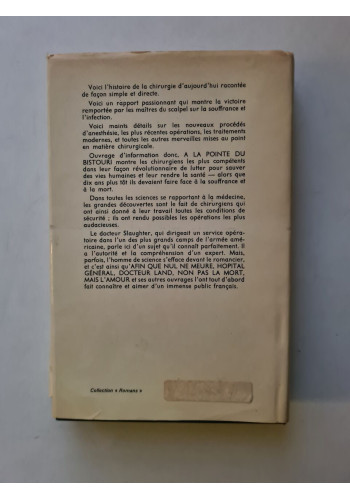 Voici l'histoire de la chirurgie d'aujourd'hui racontée
de façon simple et directe.
Voici un rapport passionnant qui montre la victoire
remportée par les maîtres du scalpel sur la souffrance et
l'infection.
Voici maints détails sur les nouveaux procédés
d'anesthésie, les plus récentes opérations, les traitements
modernes, et toutes les autres merveilles mises au point
en matière chirurgicale.
Ouvrage d'information donc, A LA POINTE DU
BISTOURI montre les chirurgiens les plus compétents
dans leur façon révolutionnaire de lutter pour sauver
des vies humaines et leur rendre la santé — alors que
dix ans plus tôt ils devaient faire face à la souffrance et
à la mort.
Dans toutes les sciences se rapportant à la médecine,
les grandes découvertes sont le fait de chirurgiens qui
ont ainsi donné à leur travail toutes les conditions de
sécurité ; ils ont rendu possibles les opérations les plus
audacieuses.
Le docteur Slaughter, qui dirigeait un service opéra-
toire dans l'un des plus grands camps de l'armée amé-
ricaine, parle ici d'un sujet qu'il connaît parfaitement. Il
a l'autorité et la compréhension d'un expert. Mais,
parfois, l'homme de science s'efface devant le romancier,
et c'est ainsi qu'AFIN QUE NUL NE MEURE, HOPITAL
GÉNÉRAL, DOCTEUR LAND, NON PAS LA MORT,
MAIS L'AMOUR et ses autres ouvrages l'ont tout d'abord
fait connaître et aimer d'un immense public français.
Collection « Romans »